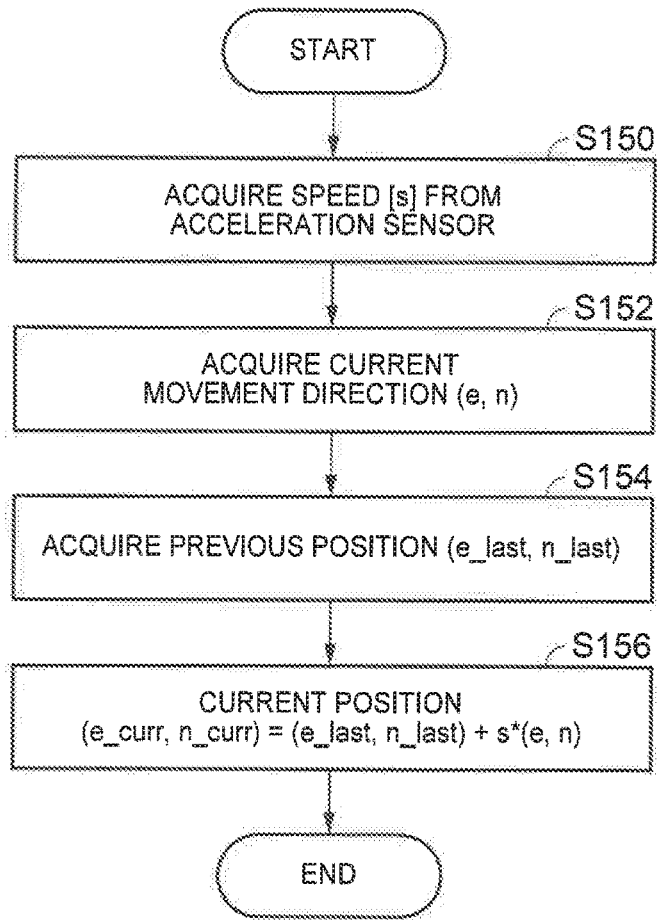 START
S150
ACQUIRE SPEED [s] FROM
ACCELERATION SENSOR
S152
ACQUIRE CURRENT
MOVEMENT DIRECTION (e, n)
S154
ACQUIRE PREVIOUS POSITION (e_last, n_last)
S156
CURRENT POSITION
(e_curr, n_curr) = (e_last, n_last) + s*(e, n)
END